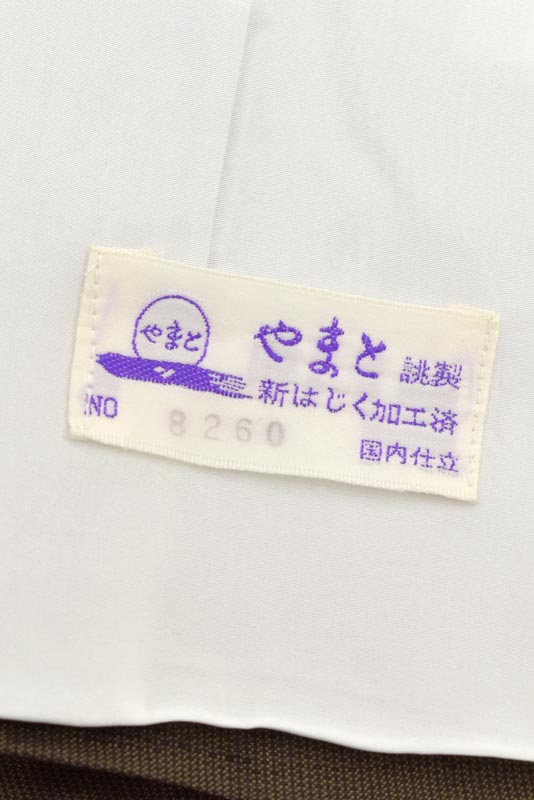 やまと
やまと 謹製
新はじく加工済
NO 8260
国内仕立